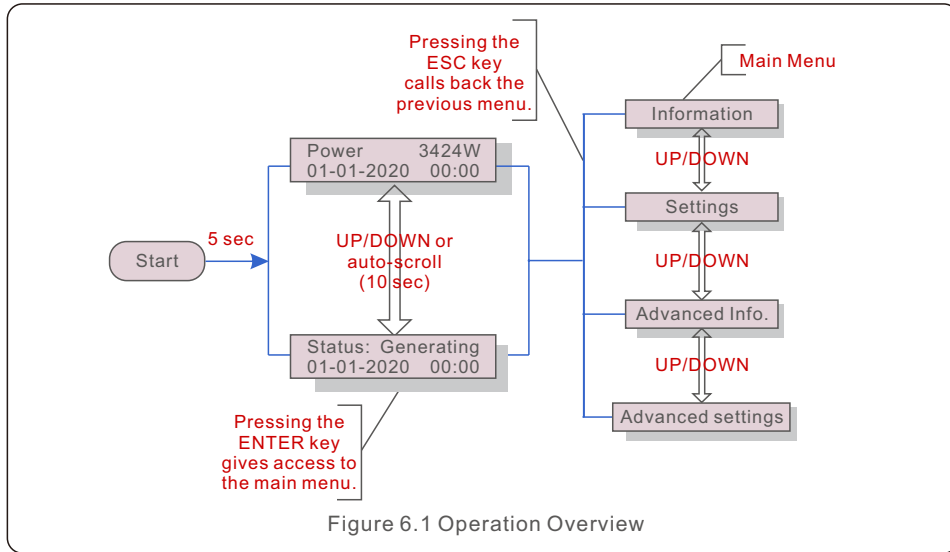 Pressing the
ESC key
calls back the
previous menu.
Main Menu
Information
UP/DOWN
Settings
UP/DOWN
Advanced Info.
UP/DOWN
Advanced settings
Power 3424W
01-01-2020 00:00
5 sec
Start
UP/DOWN or
auto-scroll
(10 sec)
Status: Generating
01-01-2020 00:00
Pressing the
ENTER key
gives access to
the main menu.
Figure 6.1 Operation Overview